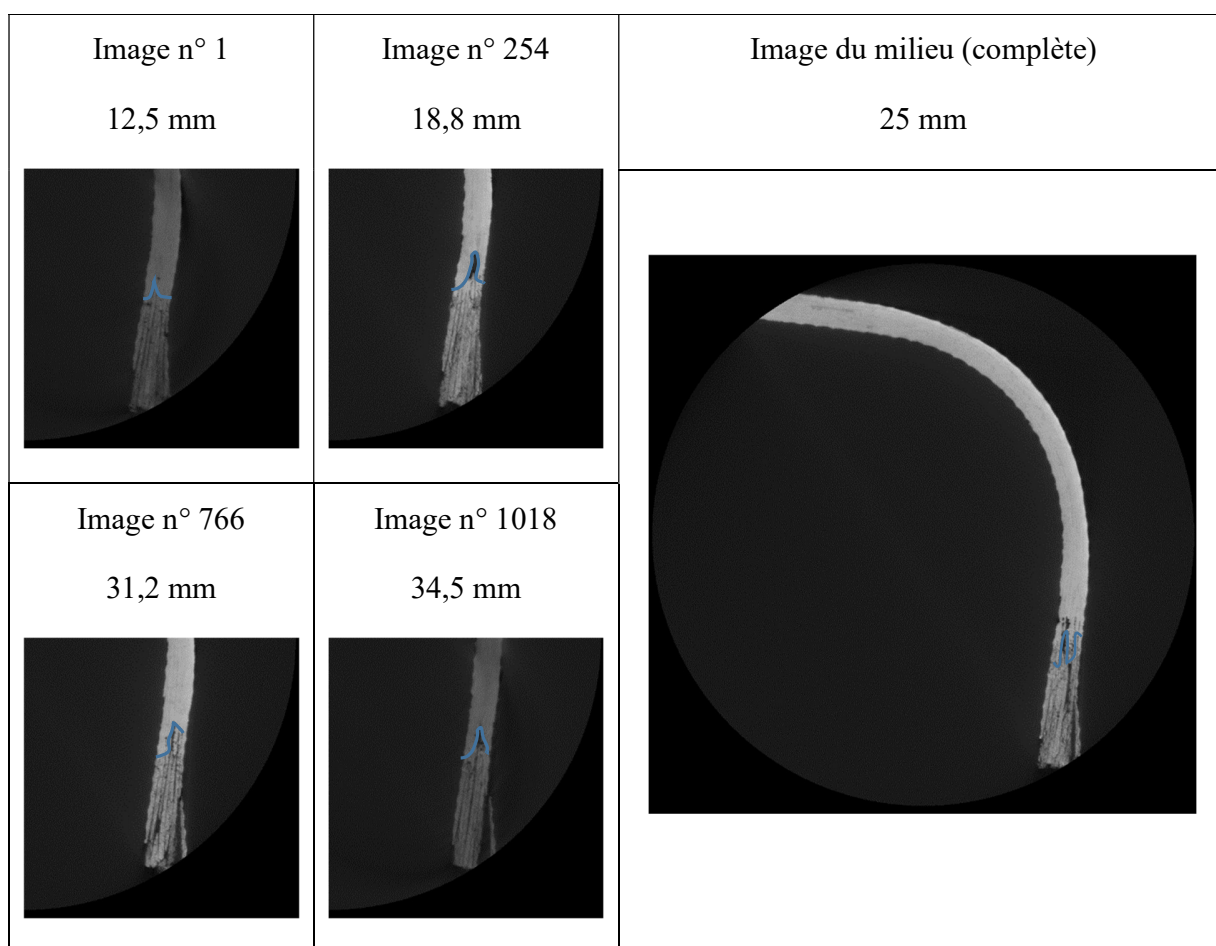 Image n° 1
12,5 mm
Image n° 254
18,8 mm
Image du milieu (complète)
25 mm
Image n° 766
31,2 mm
Image n° 1018
34,5 mm